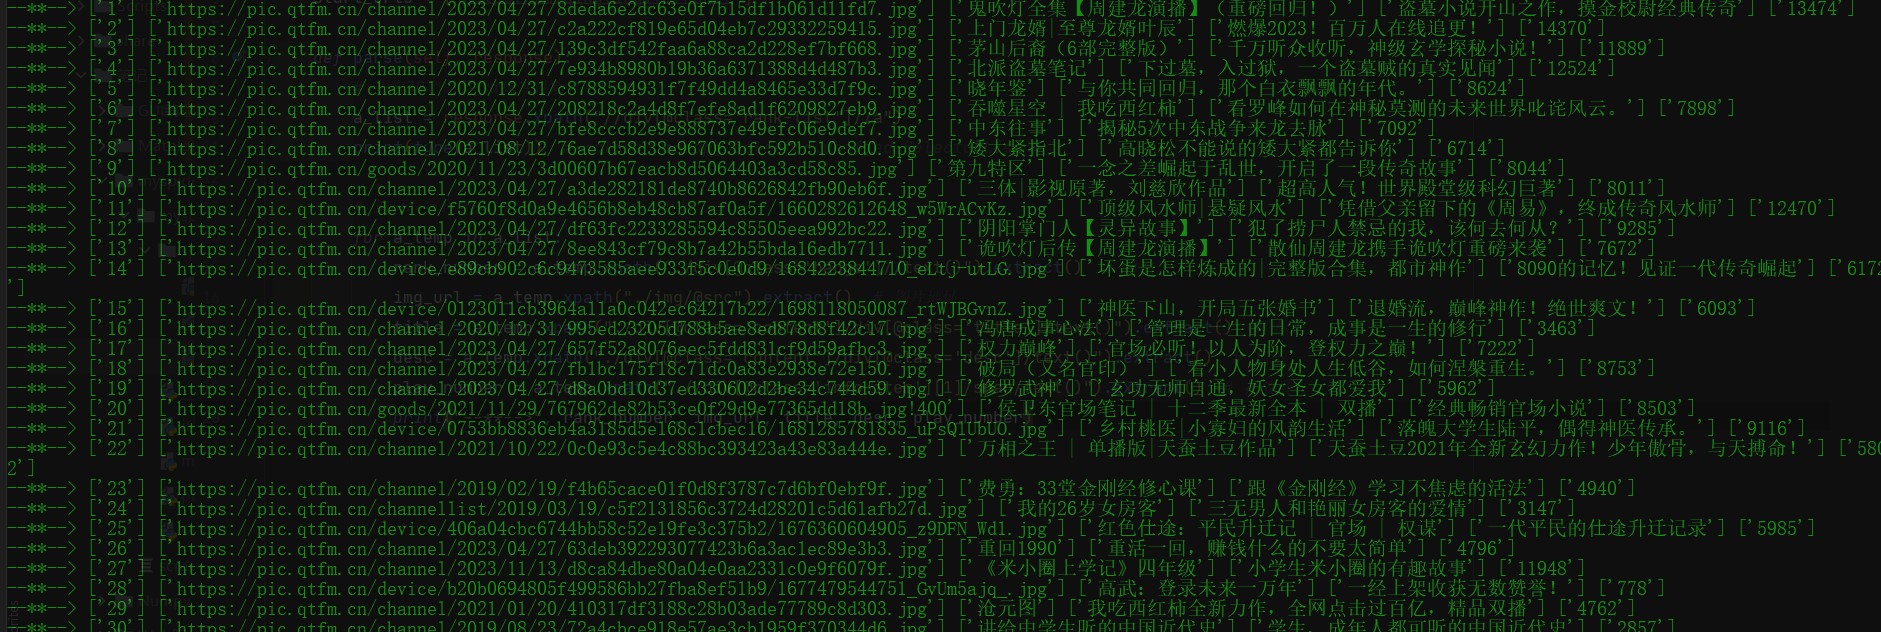 --**--> ['1'] ['https://pic.qtfm.cn/channel/2023/04/27/8deda6e2dc63e0f7b15df1b061d11fd7.jpg'] ['鬼吹灯全集【周建龙演播】（重磅回归！）'] ['盗墓小说开山之作，摸金校尉经典传奇'] ['13474']
--**--> ['2'] ['https://pic.qtfm.cn/channel/2023/04/27/c2a222cf819e65d04eb7c29332259415.jpg'] ['上门龙婿|至尊龙婿叶辰'] ['燃爆2023！百万人在线追更！'] ['14370']
--**--> ['3'] ['https://pic.qtfm.cn/channel/2023/04/27/139c3df542faa6a88ca2d228ef7bf668.jpg'] ['茅山后裔（6部完整版）'] ['千万听众收听，神级玄学探秘小说！'] ['11889']
--**--> ['4'] ['https://pic.qtfm.cn/channel/2023/04/27/7e934b8980b19b36a6371388d4d487b3.jpg'] ['北派盗墓笔记'] ['下过墓，入过狱，一个盗墓贼的真实见闻'] ['12524']
--**--> ['5'] ['https://pic.qtfm.cn/channel/2020/12/31/c8788594931f7f49dd4a8465e33d7f9c.jpg'] ['晓年鉴'] ['与你共同回归，那个白衣飘飘的年代。'] ['8624']
--**--> ['6'] ['https://pic.qtfm.cn/channel/2023/04/27/208218c2a4d8f7efe8ad1f6209827eb9.jpg'] ['吞噬星空 | 我吃西红柿'] ['看罗峰如何在神秘莫测的未来世界叱诧风云。'] ['7898']
--**--> ['7'] ['https://pic.qtfm.cn/channel/2023/04/27/bfe8cccb2e9e888737e49efc06e9def7.jpg'] ['中东往事'] ['揭秘5次中东战争来龙去脉'] ['7092']
--**--> ['8'] ['https://pic.qtfm.cn/channel/2021/08/12/76ae7d58d38e967063bfc592b510c8d0.jpg'] ['矮大紧指北'] ['高晓松不能说的矮大紧都告诉你'] ['6714']
--**--> ['9'] ['https://pic.qtfm.cn/goods/2020/11/23/3d00607b67eacb8d5064403a3cd58c85.jpg'] ['第九特区'] ['一念之差崛起于乱世，开启了一段传奇故事'] ['8044']
--**--> ['10'] ['https://pic.qtfm.cn/channel/2023/04/27/a3de282181de8740b8626842fb90eb6f.jpg'] ['三体|影视原著，刘慈欣作品'] ['超高人气！世界殿堂级科幻巨著'] ['8011']
--**--> ['11'] ['https://pic.qtfm.cn/device/f5760f8d0a9e4656b8eb48cb87af0a5f/1660282612648_w5WrACvKz.jpg'] ['顶级风水师|悬疑风水'] ['凭借父亲留下的《周易》，终成传奇风水师'] ['12470']
--**--> ['12'] ['https://pic.qtfm.cn/channel/2023/04/27/df63fc2233285594c85505eea992bc22.jpg'] ['阴阳掌门人【灵异故事】'] ['犯了捞尸人禁忌的我，该何去何从？'] ['9285']
--**--> ['13'] ['https://pic.qtfm.cn/channel/2023/04/27/8ee843cf79c8b7a42b55bda16edb7711.jpg'] ['诡吹灯后传【周建龙演播】'] ['散仙周建龙携手诡吹灯重磅来袭'] ['7672']
--**--> ['14'] ['https://pic.qtfm.cn/device/e89cb902c6c9473585aee933f55c0e0d9/1684223844710_eLtj-utLG.jpg'] ['坏蛋是怎样炼成的|完整版合集，都市神作'] ['8090的记忆！见证一代传奇崛起'] ['6172
']
--**--> ['15'] ['https://pic.qtfm.cn/device/0123011cb3964a11a0c042ec64217b22/1698118050087_rtWJBGvnZ.jpg'] ['神医下山，开局五张婚书'] ['退婚流，巅峰神作！绝世爽文！'] ['6093']
--**--> ['16'] ['https://pic.qtfm.cn/channel/2020/12/31/995cd23205f788b5ae8ed87e8f42c1cf.jpg'] ['冯唐成事心法'] ['管理是一生的日常，成事是一生的修行'] ['3463']
--**--> ['17'] ['https://pic.qtfm.cn/channel/2023/04/27/657f52a8076eec5fdd831cf9d59afbc3.jpg'] ['权力巅峰'] ['官场必听！以人为阶，登权力之巅！'] ['7222']
--**--> ['18'] ['https://pic.qtfm.cn/channel/2023/04/27/fb1bc175f18c71dc0a83e2938e72e150.jpg'] ['破局（又名官印）'] ['看小人物身处人生低谷，如何涅槃重生。'] ['8753']
--**--> ['19'] ['https://pic.qtfm.cn/channel/2023/04/27/d8a0bffd37ed330602d2be34c744d59.jpg'] ['修罗武神'] ['玄功无师自通，妖女圣女都爱我'] ['5962']
--**--> ['20'] ['https://pic.qtfm.cn/goods/2021/11/29/767962de82b53ce0f29d9e77365dd18b.jpg!400'] ['侯卫东官场笔记 | 十二季最新全本 | 双播'] ['经典畅销官场小说'] ['8503']
--**--> ['21'] ['https://pic.qtfm.cn/device/0753bb8836eb4a3185d5e168c1c8ec16/1681285781835_uPsQ1UbU0.jpg'] ['乡村桃医|小寡妇的风韵生活'] ['落魄大学生陆平，偶得神医传承。'] ['9116']
--**--> ['22'] ['https://pic.qtfm.cn/channel/2021/10/22/0c0e93c5e4c88bc393423a43e83a444e.jpg'] ['万相之王 | 单播版|天蚕土豆作品'] ['天蚕土豆2021年全新玄幻力作！少年傲骨，与天搏命！'] ['580
2']
--**--> ['23'] ['https://pic.qtfm.cn/channel/2019/02/19/f4b65cace01f0d8f3787c7d6bf0ebf9f.jpg'] ['费勇：33堂金刚经修心课'] ['跟《金刚经》学习不焦虑的活法'] ['4940']
--**--> ['24'] ['https://pic.qtfm.cn/channellist/2019/03/19/c5f2131856c3724d28201c5d61afb27d.jpg'] ['我的26岁女房客'] ['三无男人和艳丽女房客的爱情'] ['3147']
--**--> ['25'] ['https://pic.qtfm.cn/device/406a04cbc6744bb58c52e19fe3c375b2/1676360604905_z9DFN_Wd1.jpg'] ['红色仕途：平民升迁记 | 官场 | 权谋'] ['一代平民的仕途升迁记录'] ['5985']
--**--> ['26'] ['https://pic.qtfm.cn/channel/2023/04/27/63deb392293077423b6a3ac1ec89e3b3.jpg'] ['重回1990'] ['重活一回，赚钱什么的不要太简单'] ['4796']
--**--> ['27'] ['https://pic.qtfm.cn/channel/2023/11/13/d8ca84dbe80a04e0aa2331c0e9f6079f.jpg'] ['《米小圈上学记》四年级'] ['小学生米小圈的有趣故事'] ['11948']
--**--> ['28'] ['https://pic.qtfm.cn/device/b20b0694805f499586bb27fba8ef51b9/1677479544751_GvUm5ajq_.jpg'] ['高武：登录未来一万年'] ['一经上架收获无数赞誉！'] ['778']
--**--> ['29'] ['https://pic.qtfm.cn/channel/2021/01/20/410317df3188c28b03ade77789c8d303.jpg'] ['沧元图'] ['我吃西红柿全新力作，全网点击过百亿，精品双播'] ['4762']
--**--> ['30'] ['https://pic.qtfm.cn/channel/2019/08/23/72a4cbce918e57ae3cb1959f370344d6.jpg'] ['讲给中学生听的中国近代史'] ['学生、成年人都可听的中国近代史'] ['2857']